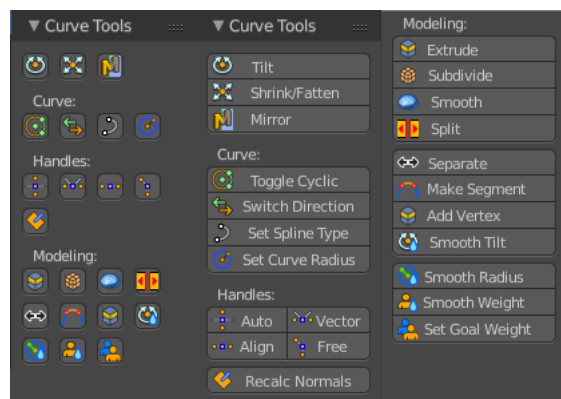 Curve Tools
Curve:
Handles:
Modeling:
Curve Tools
Tilt
Shrink/Fatten
Mirror
Curve:
Toggle Cyclic
Switch Direction
Set Spline Type
Set Curve Radius
Handles:
Auto Vector
Align Free
Recalc Normals
Modeling:
Extrude
Subdivide
Smooth
Split
Separate
Make Segment
Add Vertex
Smooth Tilt
Smooth Radius
Smooth Weight
Set Goal Weight